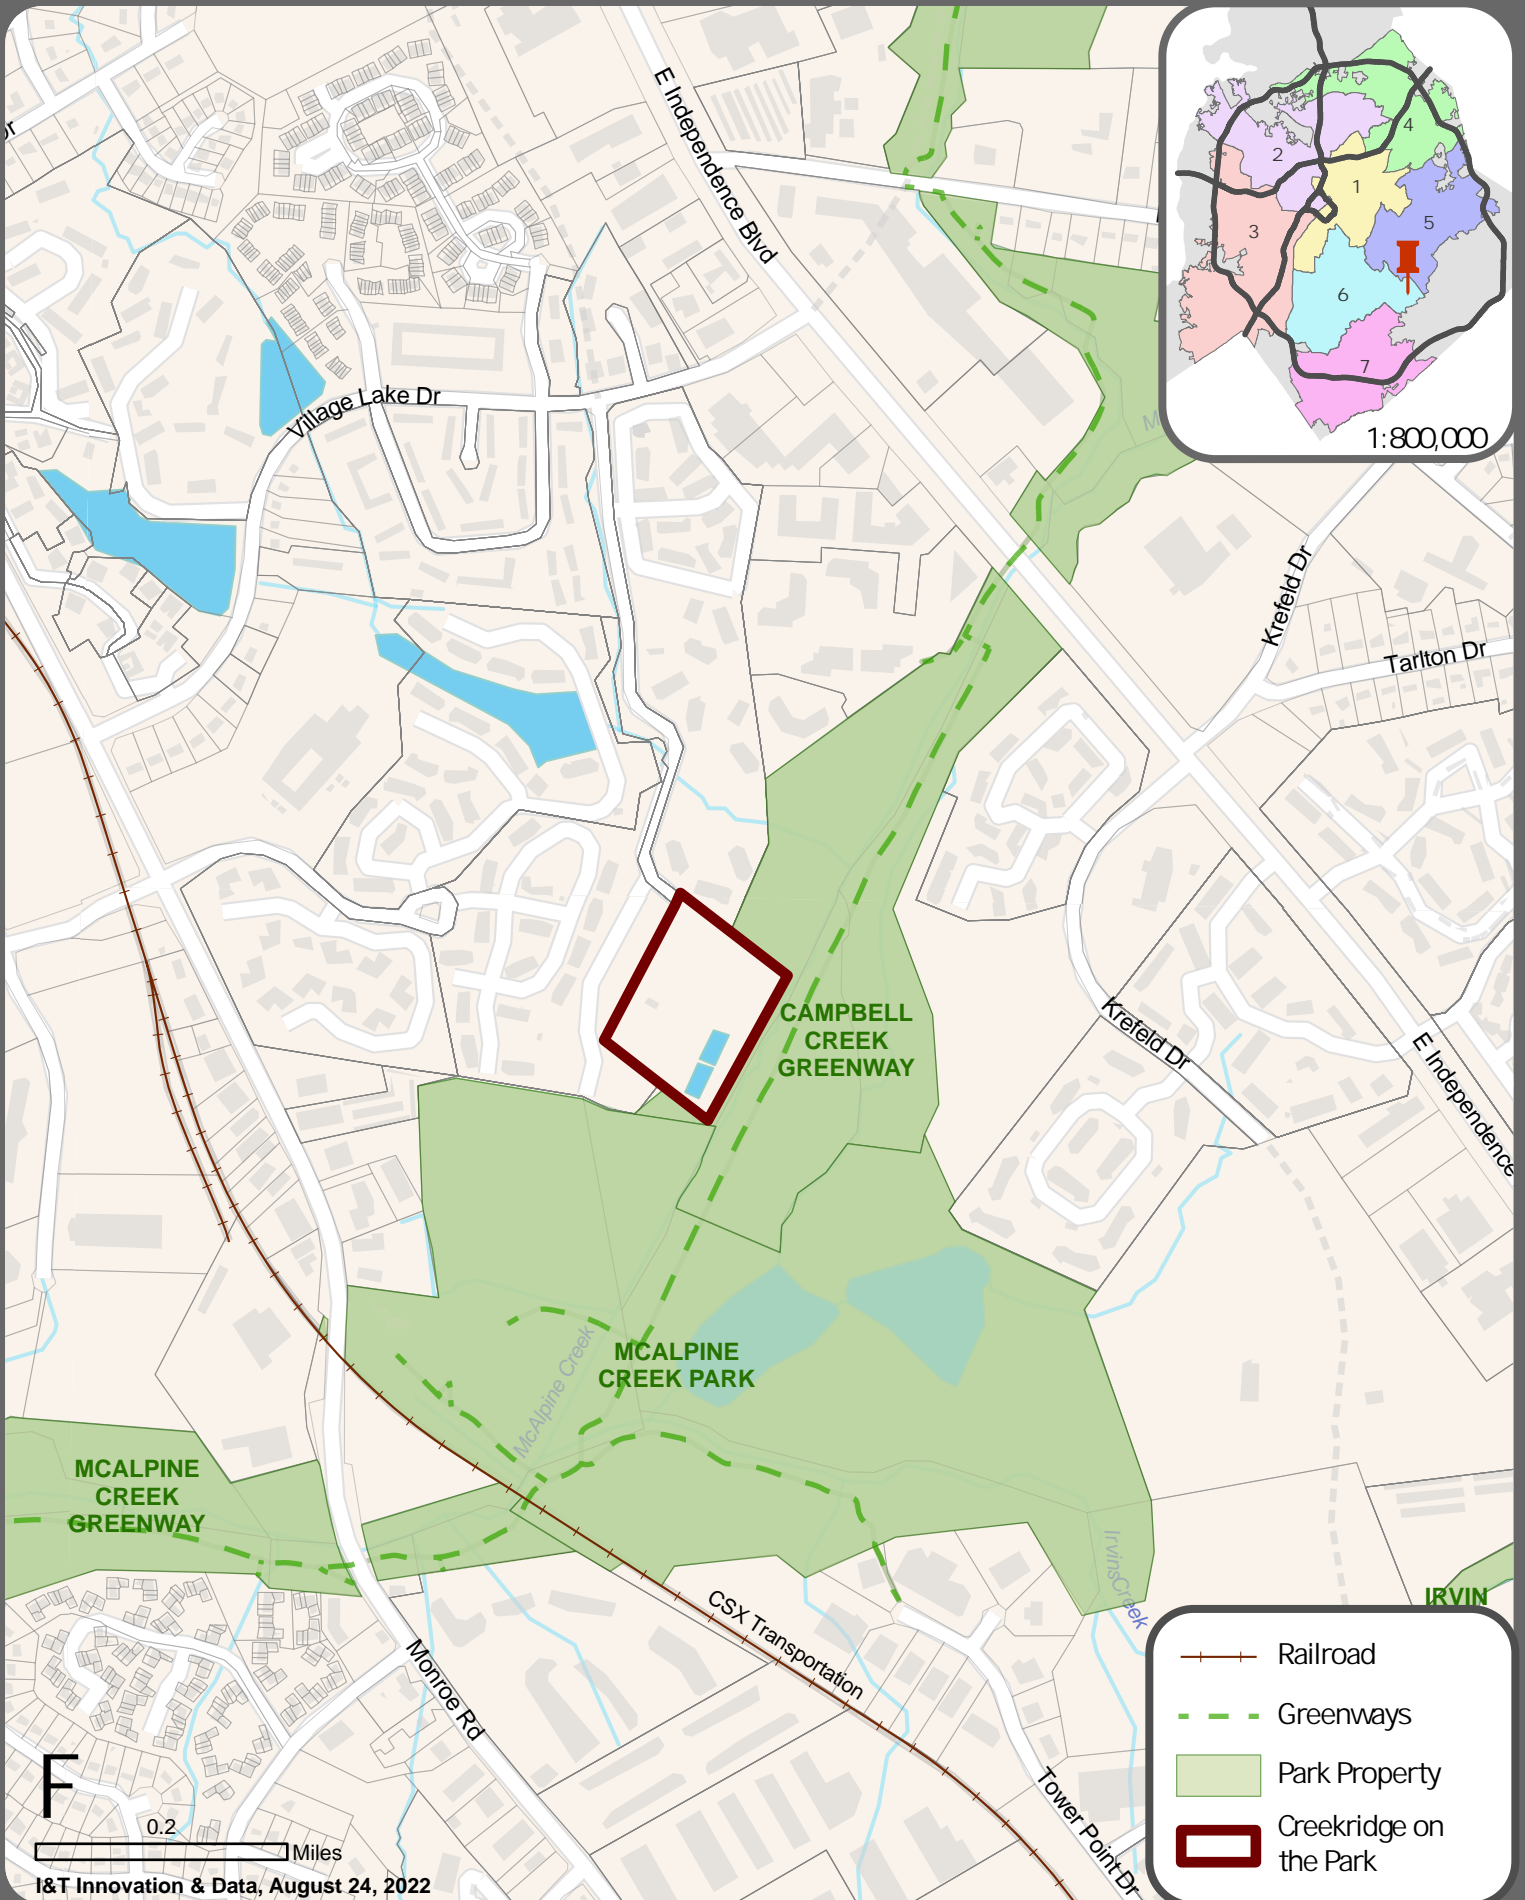 E Independence Blvd
4
2
1
5
3
6
7
1:800,000
Village Lake Dr
Krefeld Dr
Tarlton Dr
CAMPBELL
CREEK
GREENWAY
Krefeld Dr
E Independence
McAlpine Creek
MCALPINE
CREEK PARK
MCALPINE
CREEK
GREENWAY
IrvinsCreek
IRVIN
CSX Transportation
Monroe Rd
Tower Point Dr
Railroad
Greenways
Park Property
Creekridge on
the Park
F
0.2
Miles
I&T Innovation & Data, August 24, 2022